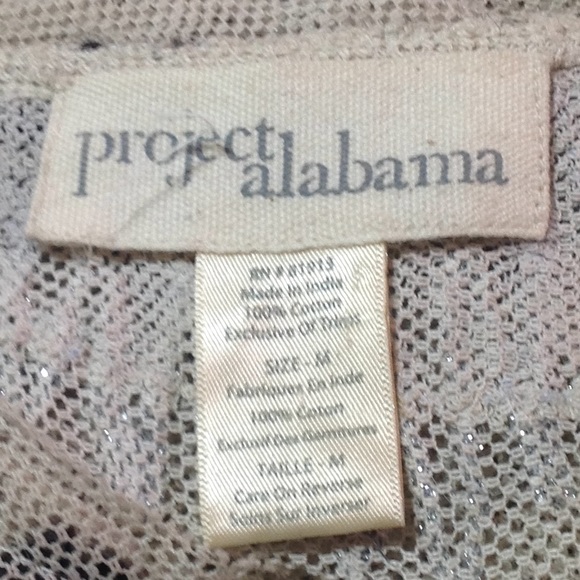 project
alabama
RN # 81913
Made In India
100% Cotton
Exclusive Of Trims
SIZE - M
Fabriques En Inde
100% Coton
Exclusif Des Garnitures
TAILLE - M
Care On Reverse
Soins Sur Inverser